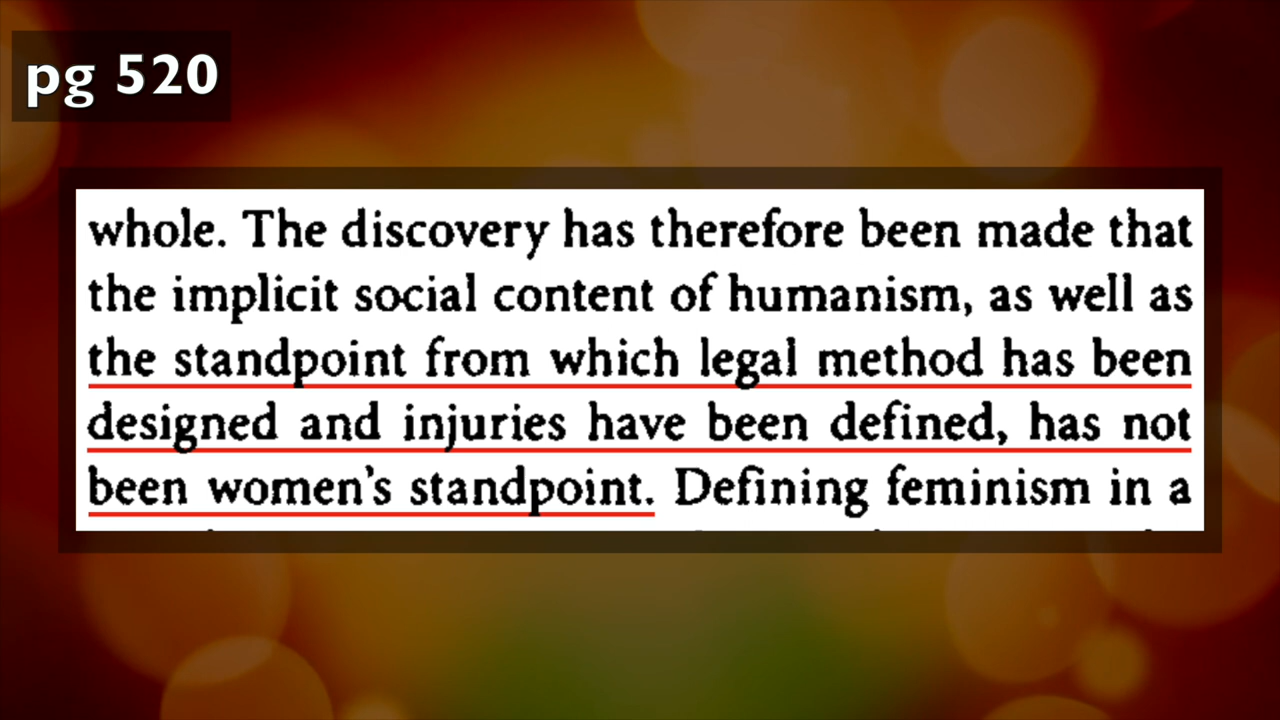 pg 520
whole. The discovery has therefore been made that
the implicit social content of humanism, as well as
the standpoint from which legal method has been
designed and injuries have been defined, has not
been women's standpoint. Defining feminism in a